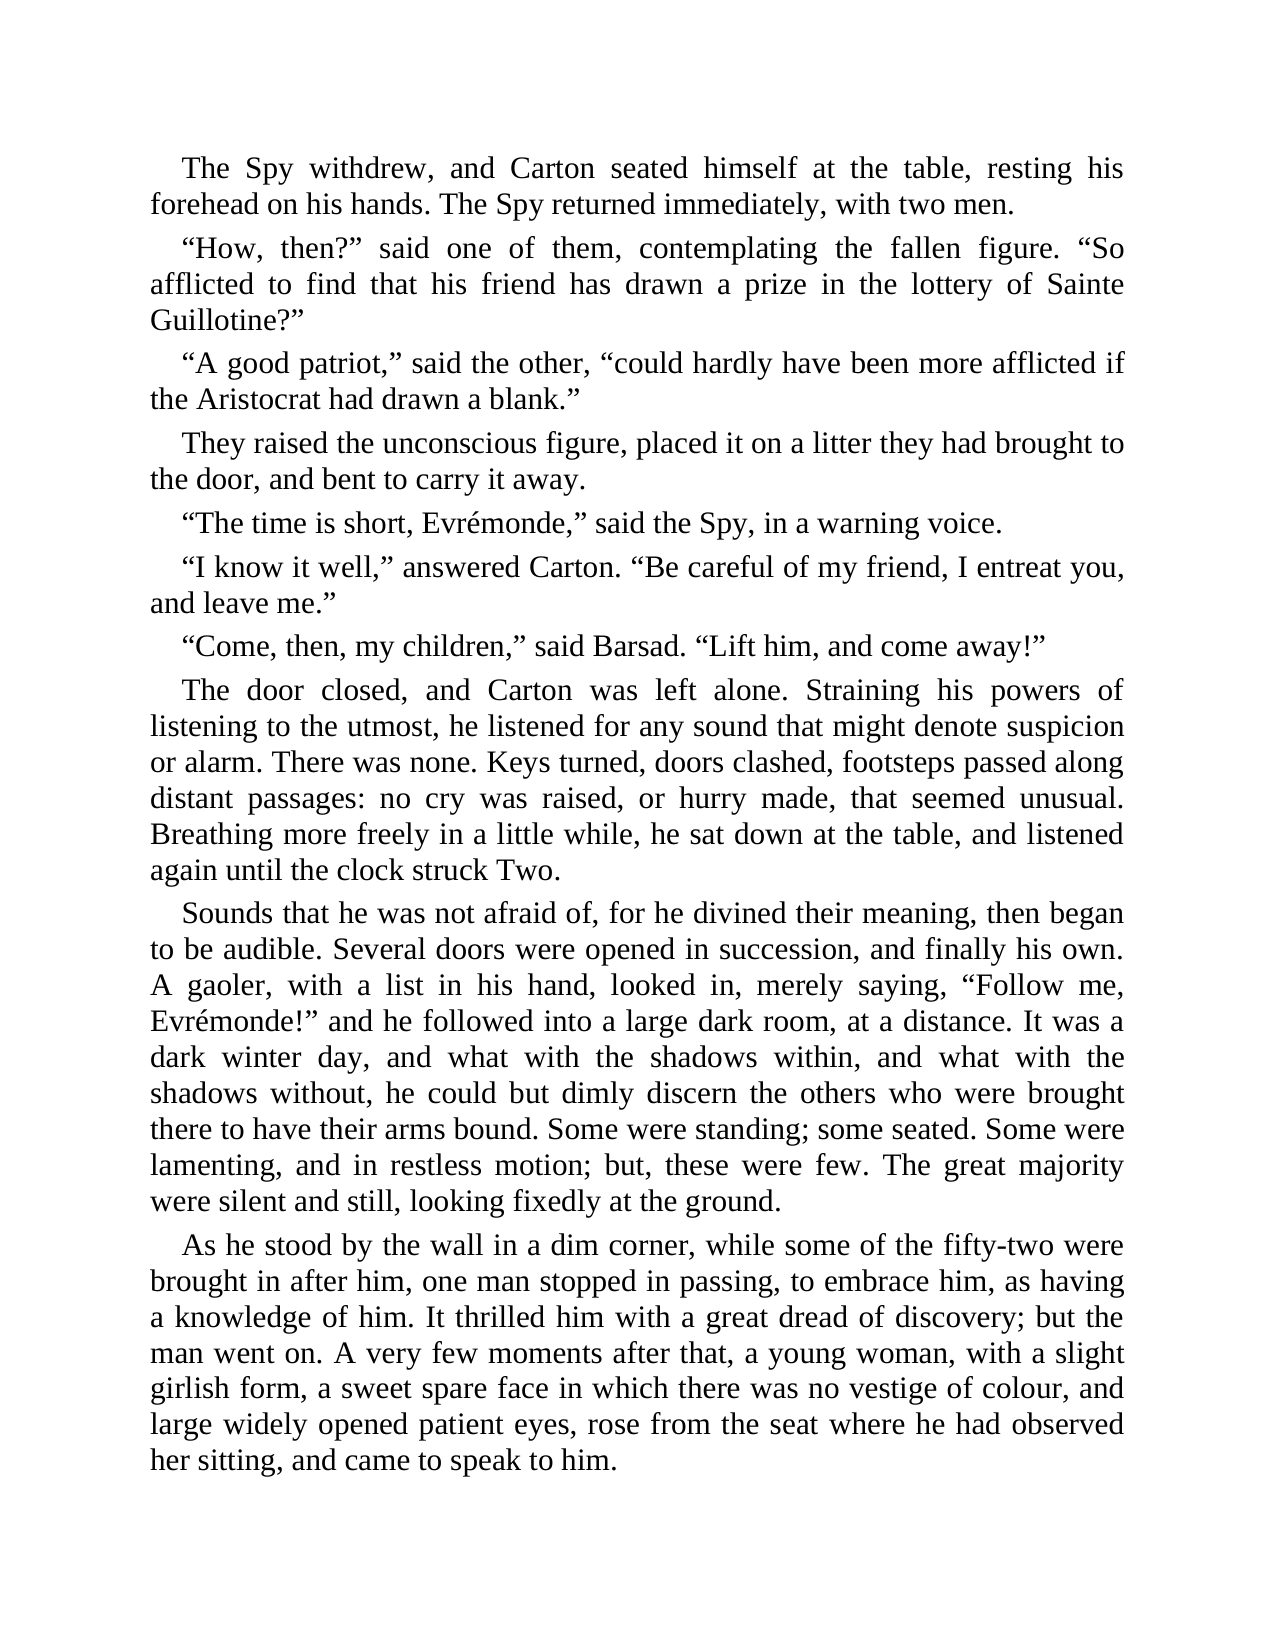 The Spy withdrew, and Carton seated himself at the table, resting his
forehead on his hands. The Spy returned immediately, with two men.
“How, then?” said one of them, contemplating the fallen figure. “So
afflicted to find that his friend has drawn a prize in the lottery of Sainte
Guillotine?”
“A good patriot,” said the other, “could hardly have been more afflicted if
the Aristocrat had drawn a blank.”
They raised the unconscious figure, placed it on a litter they had brought to
the door, and bent to carry it away.
“The time is short, Evrémonde,” said the Spy, in a warning voice.
“I know it well,” answered Carton. “Be careful of my friend, I entreat you,
and leave me.”
“Come, then, my children,” said Barsad. “Lift him, and come away!”
The door closed, and Carton was left alone. Straining his powers of
listening to the utmost, he listened for any sound that might denote suspicion
or alarm. There was none. Keys turned, doors clashed, footsteps passed along
distant passages: no cry was raised, or hurry made, that seemed unusual.
Breathing more freely in a little while, he sat down at the table, and listened
again until the clock struck Two.
Sounds that he was not afraid of, for he divined their meaning, then began
to be audible. Several doors were opened in succession, and finally his own.
A gaoler, with a list in his hand, looked in, merely saying, “Follow me,
Evrémonde!” and he followed into a large dark room, at a distance. It was a
dark winter day, and what with the shadows within, and what with the
shadows without, he could but dimly discern the others who were brought
there to have their arms bound. Some were standing; some seated. Some were
lamenting, and in restless motion; but, these were few. The great majority
were silent and still, looking fixedly at the ground.
As he stood by the wall in a dim corner, while some of the fifty-two were
brought in after him, one man stopped in passing, to embrace him, as having
a knowledge of him. It thrilled him with a great dread of discovery; but the
man went on. A very few moments after that, a young woman, with a slight
girlish form, a sweet spare face in which there was no vestige of colour, and
large widely opened patient eyes, rose from the seat where he had observed
her sitting, and came to speak to him.